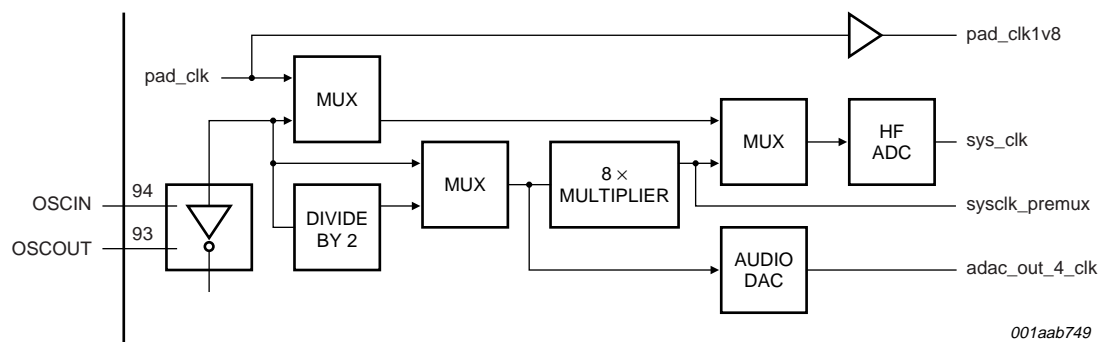 pad_clk1v8
pad_clk
MUX
MUX
HF
ADC
sys_clk
MUX
8 ×
MULTIPLIER
94
OSCIN
sysclk_premux
DIVIDE
BY 2
93
OSCOUT
AUDIO
DAC
adac_out_4_clk
001aab749